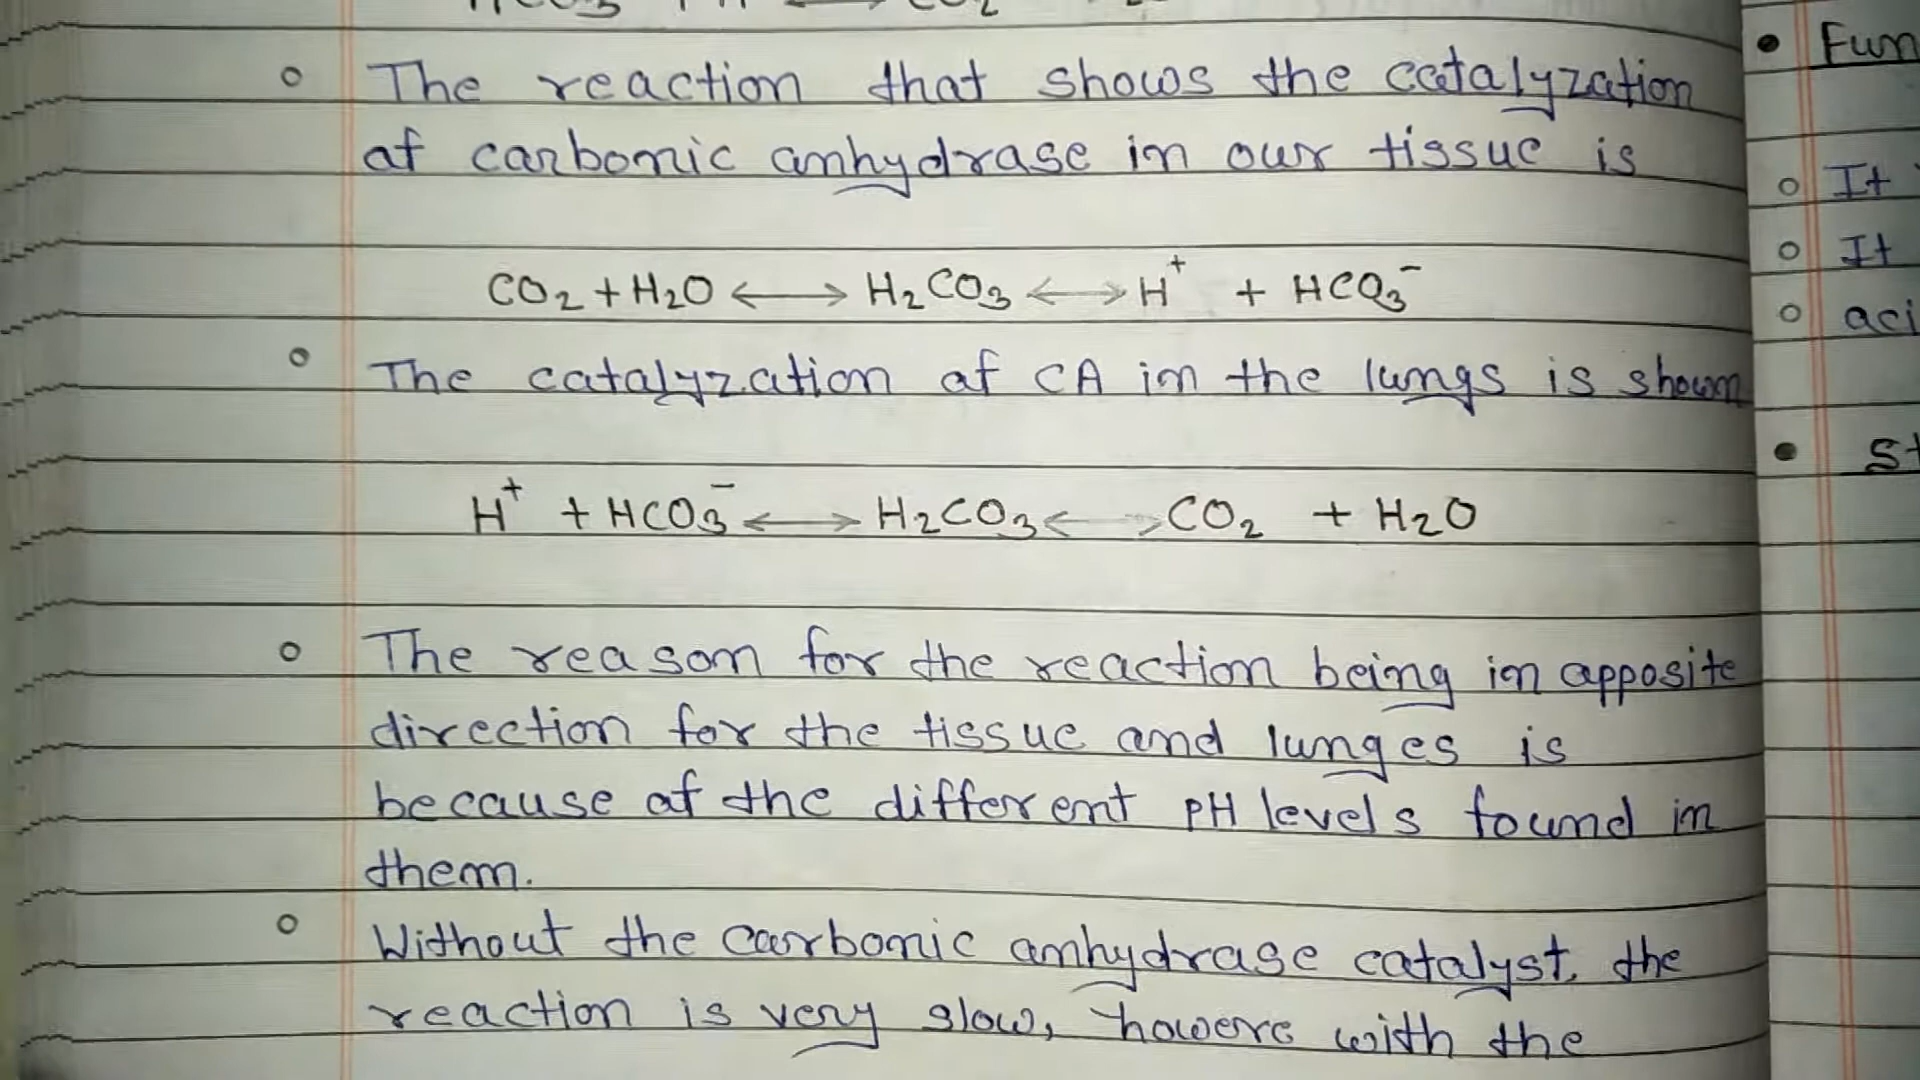 The reaction that shows the catalyzation
of carbonic anhydrase in our tissue is
CO₂ + H₂O ⟷ H₂CO₃ ⟷ H⁺ + HCO₃⁻
The catalyzation of CA in the lungs is shown
H⁺ + HCO₃⁻ ⟷ H₂CO₃ ⟷ CO₂ + H₂O
The reason for the reaction being in apposite
direction for the tissue and lunges is
because of the different pH levels found in
them.
Without the carbonic anhydrase catalyst, the
reaction is very slow, howere with the
Fun
It
It
aci
st